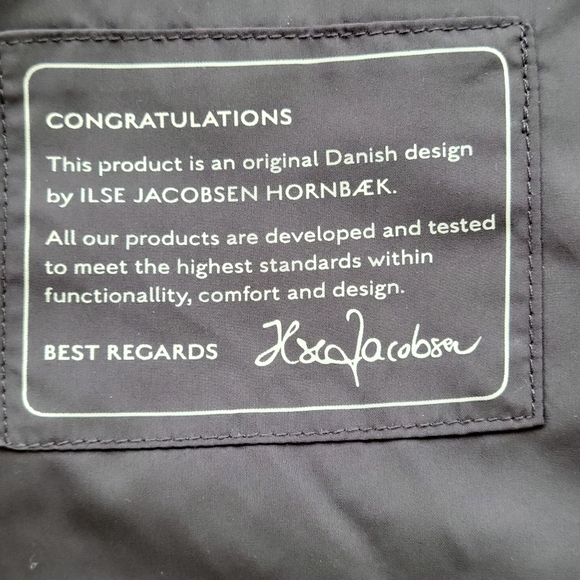 CONGRATULATIONS
This product is an original Danish design
by ILSE JACOBSEN HORNBÆK.
All our products are developed and tested
to meet the highest standards within
functionallity, comfort and design.
BEST REGARDS Ilse Jacobsen